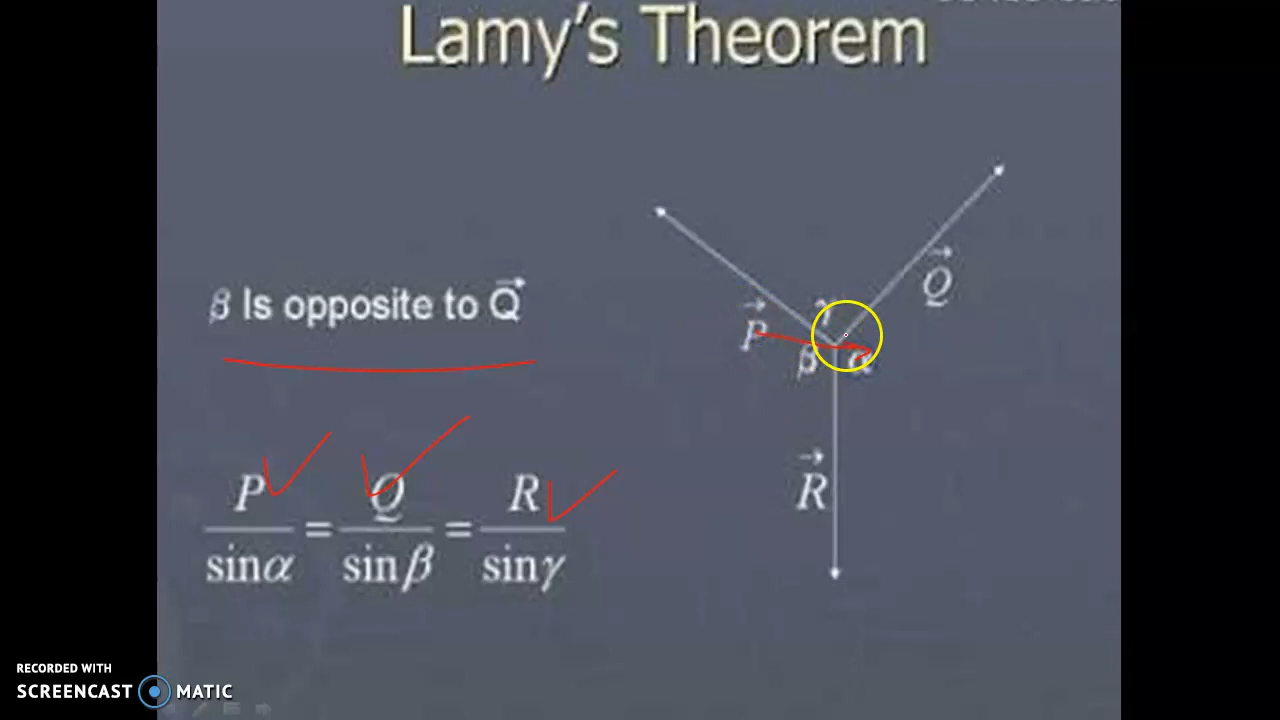 Lamy's Theorem
β Is opposite to Q⃗
P/sinα = Q/sinβ = R/sinγ
P⃗
Q⃗
γ
β α
R⃗
RECORDED WITH
SCREENCAST MATIC